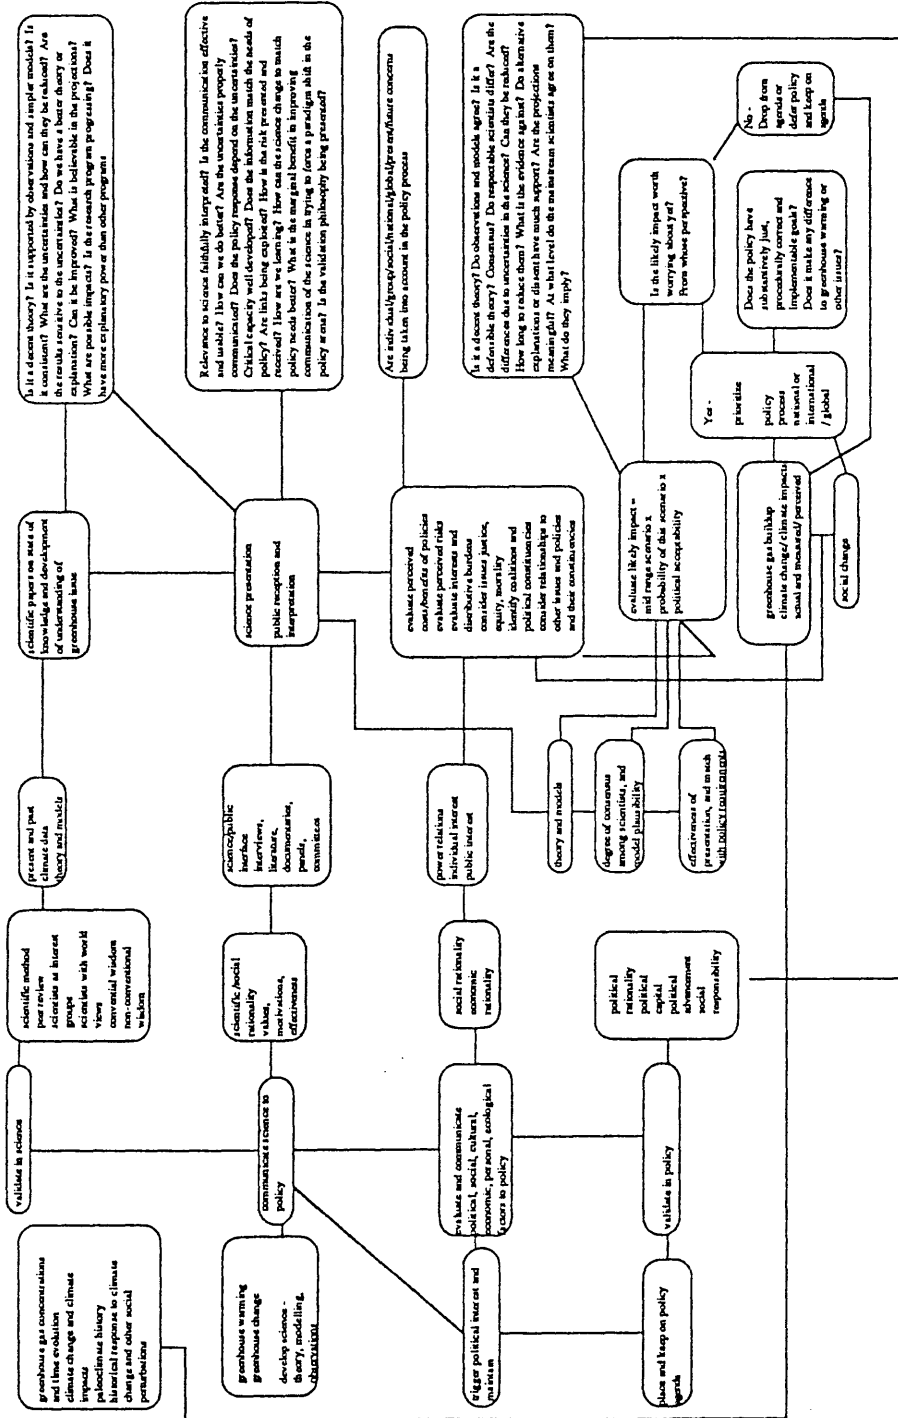 greenhouse gas concentrations
and time evolution
climate change and climate
impacts
paleoclimate history
historical response to climate
change and other social
perturbations
validate in science
scientific method
peer review
scientists as interest
groups
scientists with world
views
convential wisdom
non-conventional
wisdom
present and past
climate data
theory and models
scientific papers on state of
knowledge and development
of understanding of
greenhouse issue
Is it a decent theory? Is it supported by observations and simpler models? Is
it consistent? What are the uncertainties and how can they be reduced? Are
the results sensitive to the uncertainties? Do we have a better theory or
explanation? Can it be improved? What is believable in the projections?
What are possible impacts? Is the research program progressing? Does it
have more explanatory power than other programs
greenhouse warming
greenhouse change
develop science -
theory, modelling,
observations
communicate science to
policy
scientific/social
rationality
values,
motivations,
effectiveness
science/public
interface
interviews,
literature,
documentaries,
panels,
committees
science presentation
public reception and
interpretation
Relevence to science faithfully interpreted? Is the communication effective
and usable? How can we do better? Are the uncertainties properly
communicated? Does the policy response depend on the uncertainties?
Critical capacity well developed? Does the information match the needs of
policy? Are links being exploited? How is the risk presented and
received? How are we learning? How can the science change to match
policy needs better? What is the marginal benefit in improving
communication of the science in trying to force a paradigm shift in the
policy arena? Is the validation philosophy being presented?
trigger political interest and
maintain
evaluate and communicate
political, social, cultural,
economic, personal, ecological
factors to policy
social rationality
economic
rationality
power relations
individual interest
public interest
evaluate perceived
costs/benefits of policies
evaluate perceived risks
evaluate interests and
distributive burdens
consider issues justice,
equity, morality
identify coalitions and
political constituencies
consider relationships to
other issues and policies
and their constituencies
Are individual/group/social/national/global/present/future concerns
being taken into account in the policy process
place and keep on policy
agenda
validate in policy
political
rationality
political
capital
political
advancement
social
responsability
theory and models
degree of consensus
among scientists, and
model plausibility
effectiveness of
presentation, and match
with policy requirements
evaluate likely impact =
mid range scenario x
probability of this scenario x
political acceptability
Is it a decent theory? Do observations and models agree? Is it a
defensible theory? Consensus? Do respectable scientists differ? Are the
differences due to uncertainties in the science? Can they be reduced?
How long to reduce them? What is the evidence against? Do alternative
explanations or dissent have much support? Are the projections
meaningful? At what level do the mainstream scientists agree on them?
What do they imply?
Is the likely impact worth
worrying about yet?
From whose perspective?
No -
Drop from
agenda or
defer policy
and keep on
agenda
Yes -
prioritize
policy
process
national or
international
/ global
Does the policy have
substantively just,
procedurally correct and
implementable goals?
Does it make any difference
to greenhouse warming or
other issues?
greenhouse gas buildup
climate change/ climate impacts
actual and measured/ perceived
social change